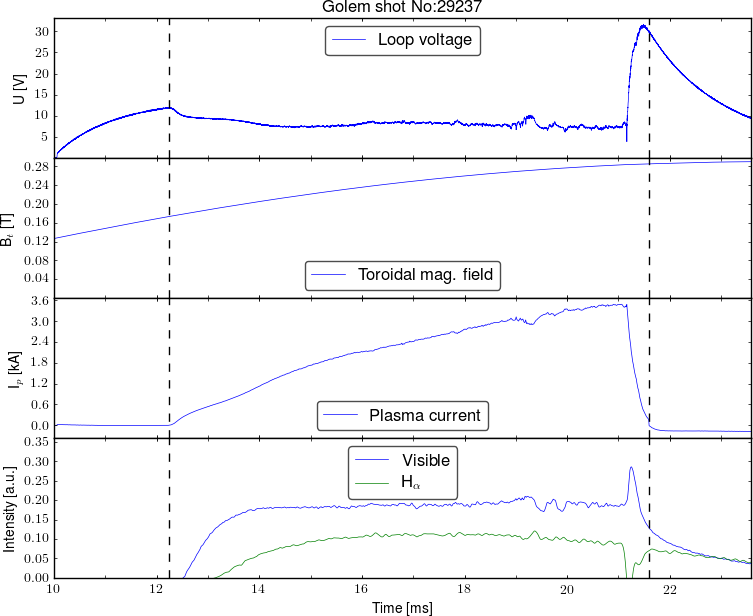 Golem shot No:29237
U [V]
30
25
20
15
10
5
Loop voltage
Bₜ [T]
0.28
0.24
0.20
0.16
0.12
0.08
0.04
Toroidal mag. field
Iₚ [kA]
3.6
3.0
2.4
1.8
1.2
0.6
0.0
Plasma current
Intensity [a.u.]
0.35
0.30
0.25
0.20
0.15
0.10
0.05
0.00
Visible
Hα
10 12 14 16 18 20 22
Time [ms]